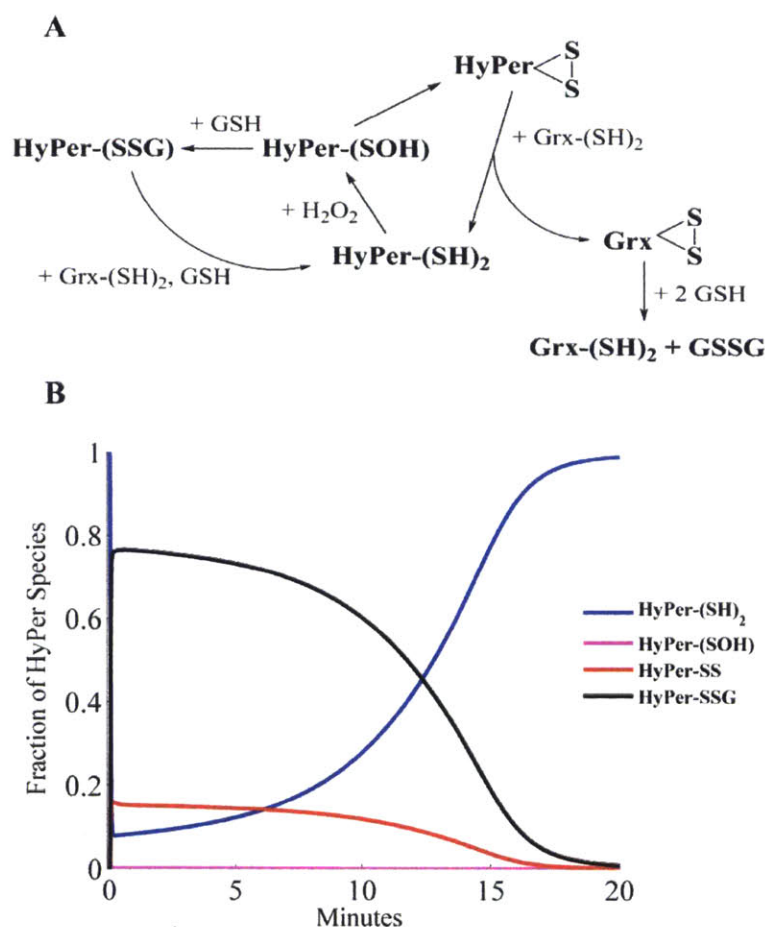 A
HyPer S
S
+ GSH
HyPer-(SSG) HyPer-(SOH) + Grx-(SH)2
+ H2O2
Grx S
S
+ Grx-(SH)2, GSH HyPer-(SH)2
+ 2 GSH
Grx-(SH)2 + GSSG
B
1
0.8
0.6
0.4
0.2
0
Fraction of HyPer Species
HyPer-(SH)2
HyPer-(SOH)
HyPer-SS
HyPer-SSG
0 5 10 15 20
Minutes